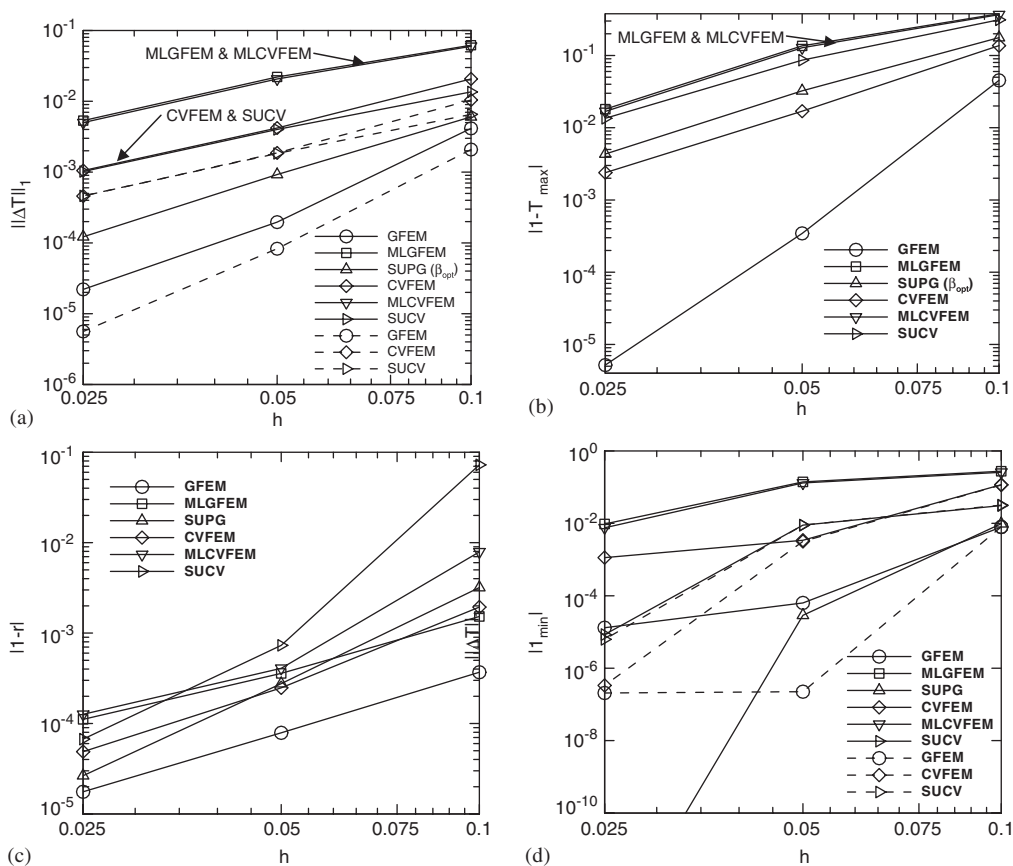 10^-1
10^-2
10^-3
10^-4
10^-5
10^-6
||ΔT||_1
MLGFEM & MLCVFEM
CVFEM & SUCV
GFEM
MLGFEM
SUPG (β_opt)
CVFEM
MLCVFEM
SUCV
GFEM
CVFEM
SUCV
0.025 0.05 0.075 0.1
h
(a)
10^-1
10^-2
10^-3
10^-4
10^-5
|1-T_max|
MLGFEM & MLCVFEM
GFEM
MLGFEM
SUPG (β_opt)
CVFEM
MLCVFEM
SUCV
0.025 0.05 0.075 0.1
h
(b)
10^-1
10^-2
10^-3
10^-4
10^-5
|1-r|
GFEM
MLGFEM
SUPG
CVFEM
MLCVFEM
SUCV
0.025 0.05 0.075 0.1
h
(c)
10^0
10^-2
10^-4
10^-6
10^-8
10^-10
|1_min|
GFEM
MLGFEM
SUPG
CVFEM
MLCVFEM
SUCV
GFEM
CVFEM
SUCV
0.025 0.05 0.075 0.1
h
(d)